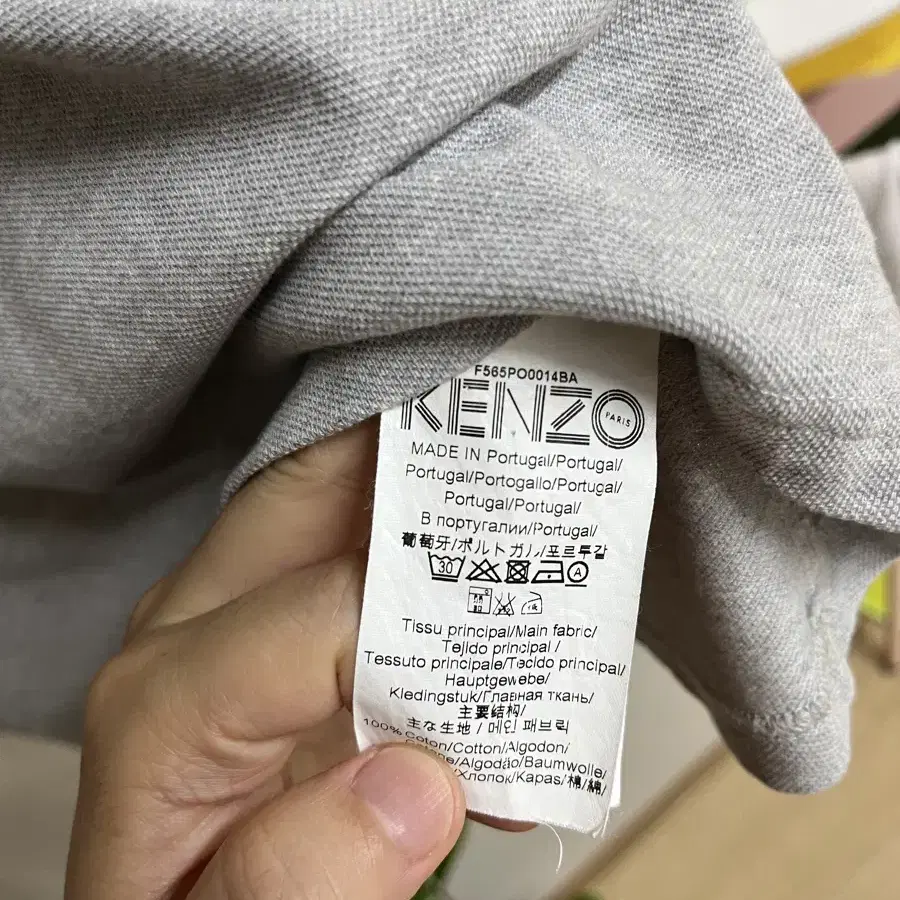 F565PO0014BA
KENZO
PARIS
MADE IN Portugal/Portugal/
Portugal/Portogallo/Portugal/
Portugal/Portugal/
В португалии/Portugal/
葡萄牙/ポルトガル/포르투갈
30 A
Tissu principal/Main fabric/
Tejido principal /
Tessuto principale/Tecido principal/
Hauptgewebe/
Kledingstuk/Главная ткань/
主要结构/
主な生地 / 메인 패브릭
100% Coton/Cotton/Algodon/
/Algodão/Baumwolle/
/Хлопок/Kapas/棉/綿/